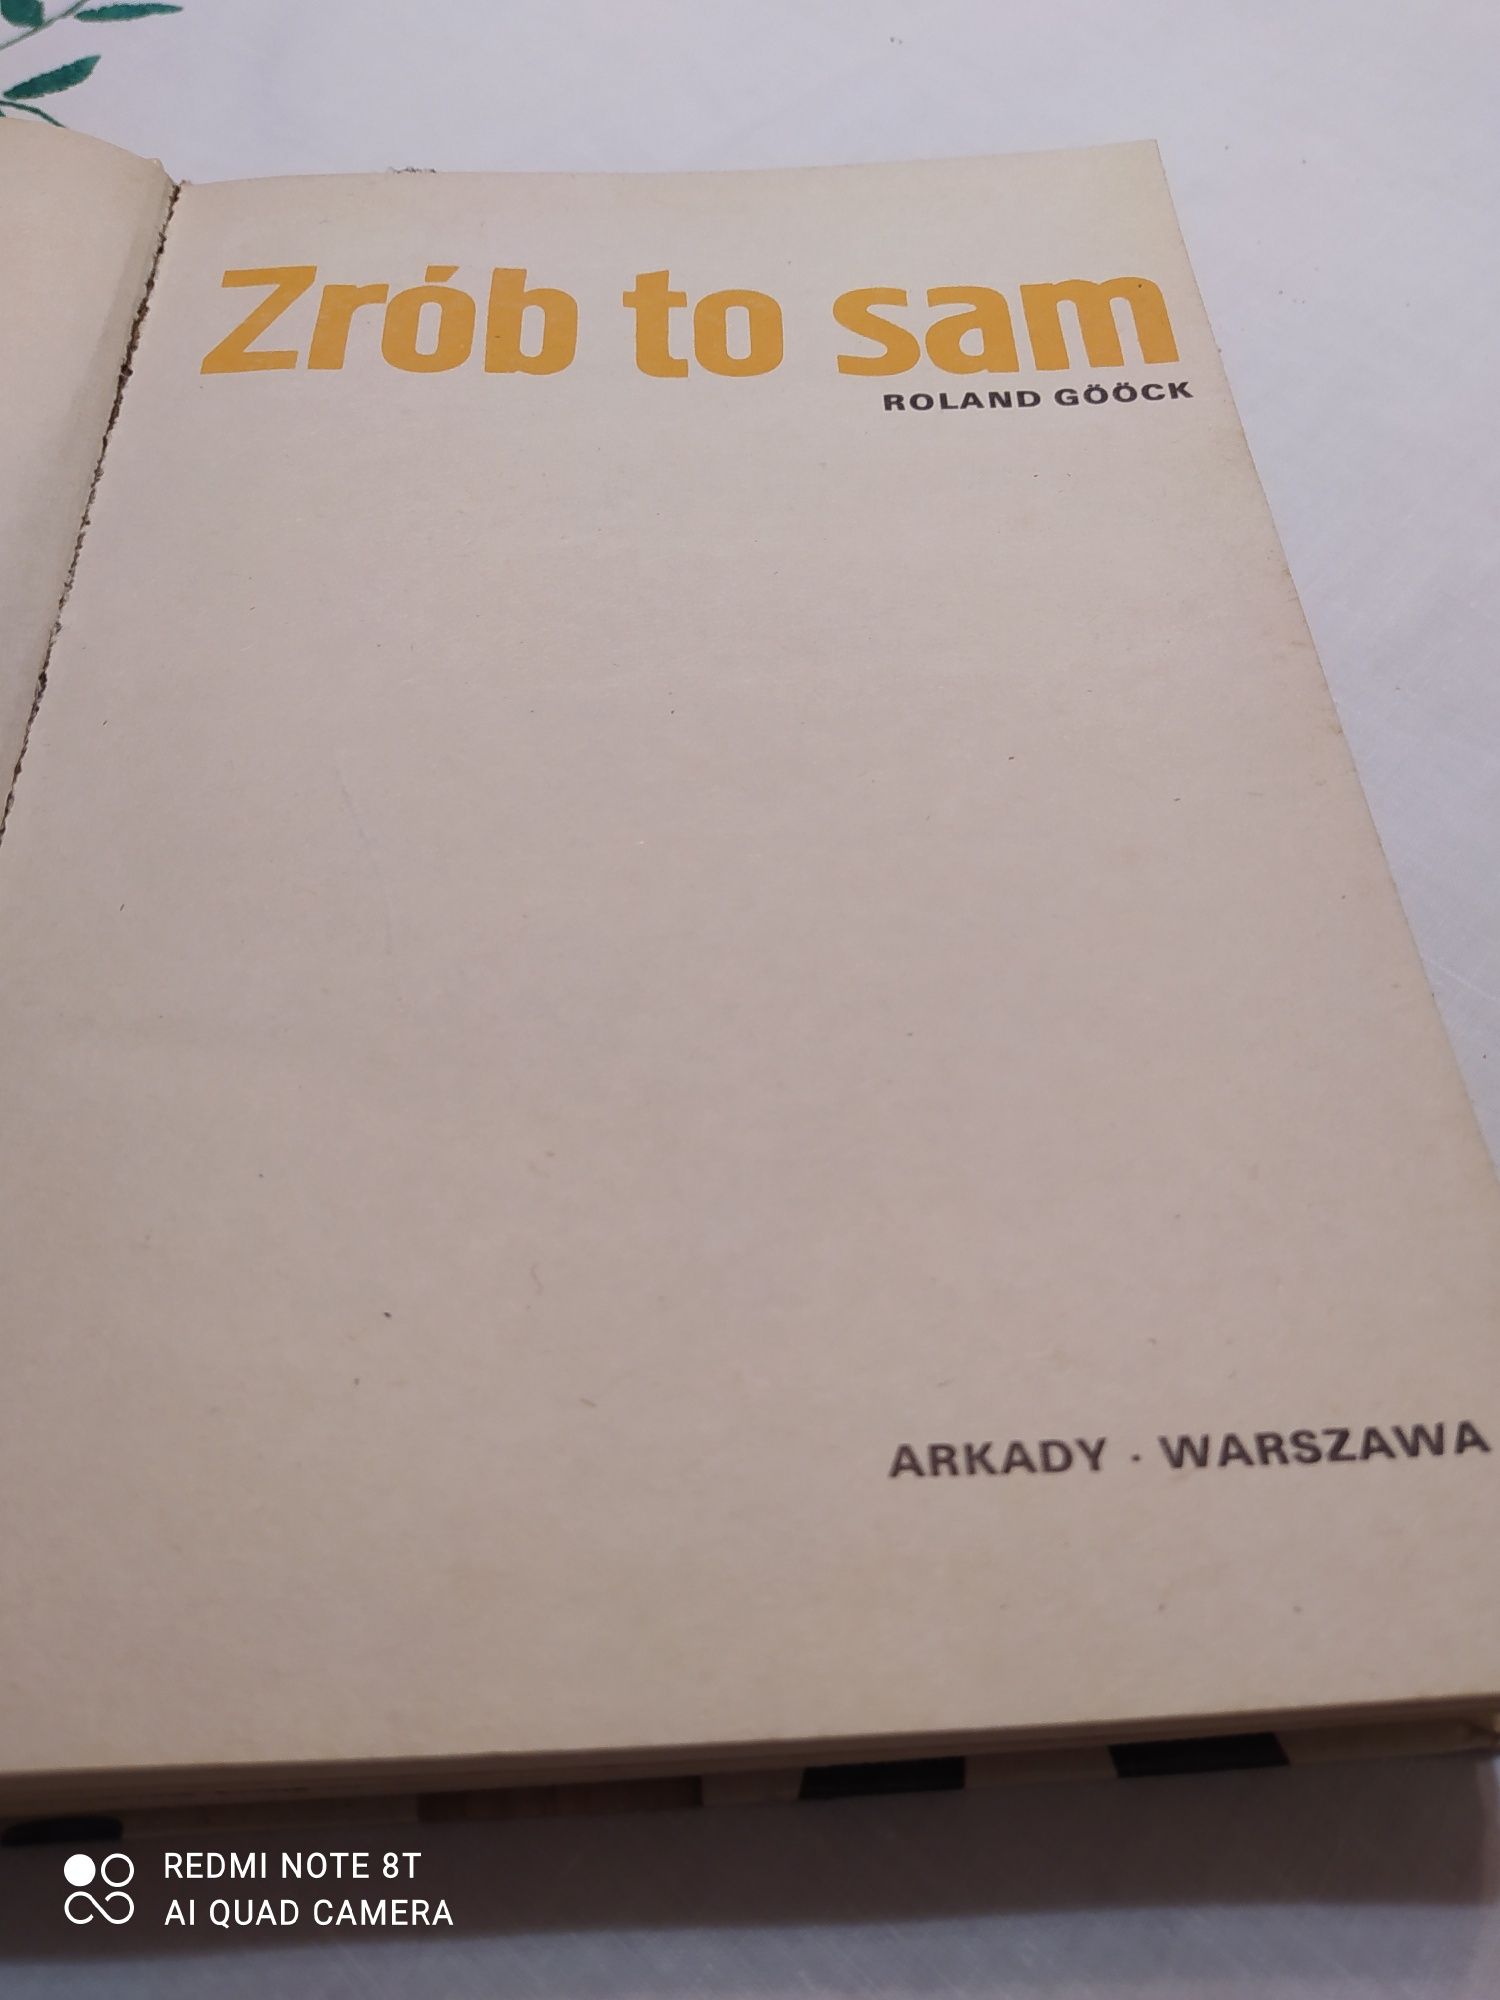 Zrób to sam
ROLAND GÖÖCK
ARKADY · WARSZAWA
REDMI NOTE 8T
AI QUAD CAMERA